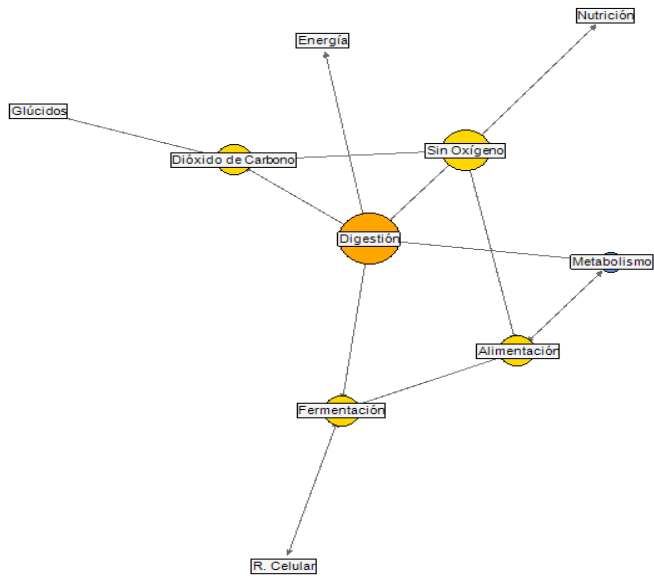 Nutrición
Energía
Glúcidos
Dióxido de Carbono
Sin Oxígeno
Digestión
Metabolismo
Alimentación
Fermentación
R. Celular